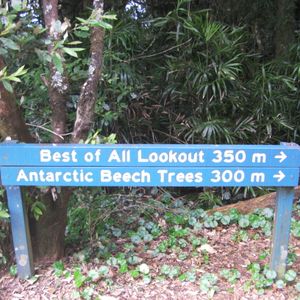 Best of All Lookout 350 m →
Antarctic Beech Trees 300 m →